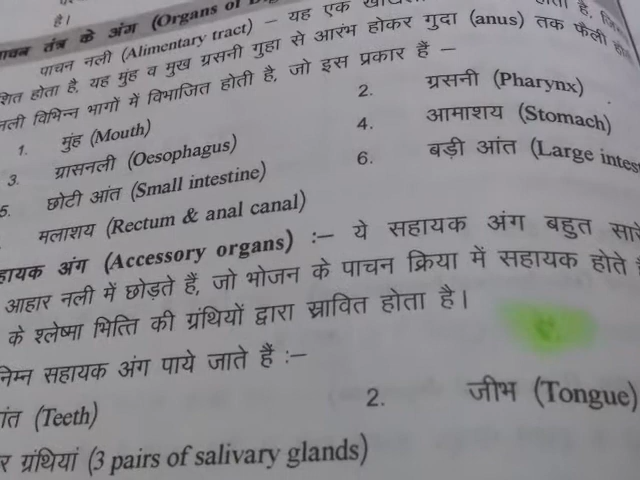 है।
पाचन तंत्र के अंग (Organs of
पाचन नली (Alimentary tract) – यह एक
होता है, यह मुंह व मुख ग्रसनी गुहा से आरंभ होकर गुदा (anus) तक फैली
नली विभिन्न भागों में विभाजित होती है, जो इस प्रकार हैं –
1. मुंह (Mouth) 2. ग्रसनी (Pharynx)
3. ग्रासनली (Oesophagus) 4. आमाशय (Stomach)
5. छोटी आंत (Small intestine) 6. बड़ी आंत (Large
मलाशय (Rectum & anal canal)
अंग (Accessory organs) :– ये सहायक अंग बहुत सारे
आहार नली में छोड़ते हैं, जो भोजन के पाचन क्रिया में सहायक होते
के श्लेष्मा भित्ति की ग्रंथियों द्वारा स्रावित होता है।
निम्न सहायक अंग पाये जाते हैं :–
(Teeth) 2. जीभ (Tongue)
ग्रंथियां (3 pairs of salivary glands)